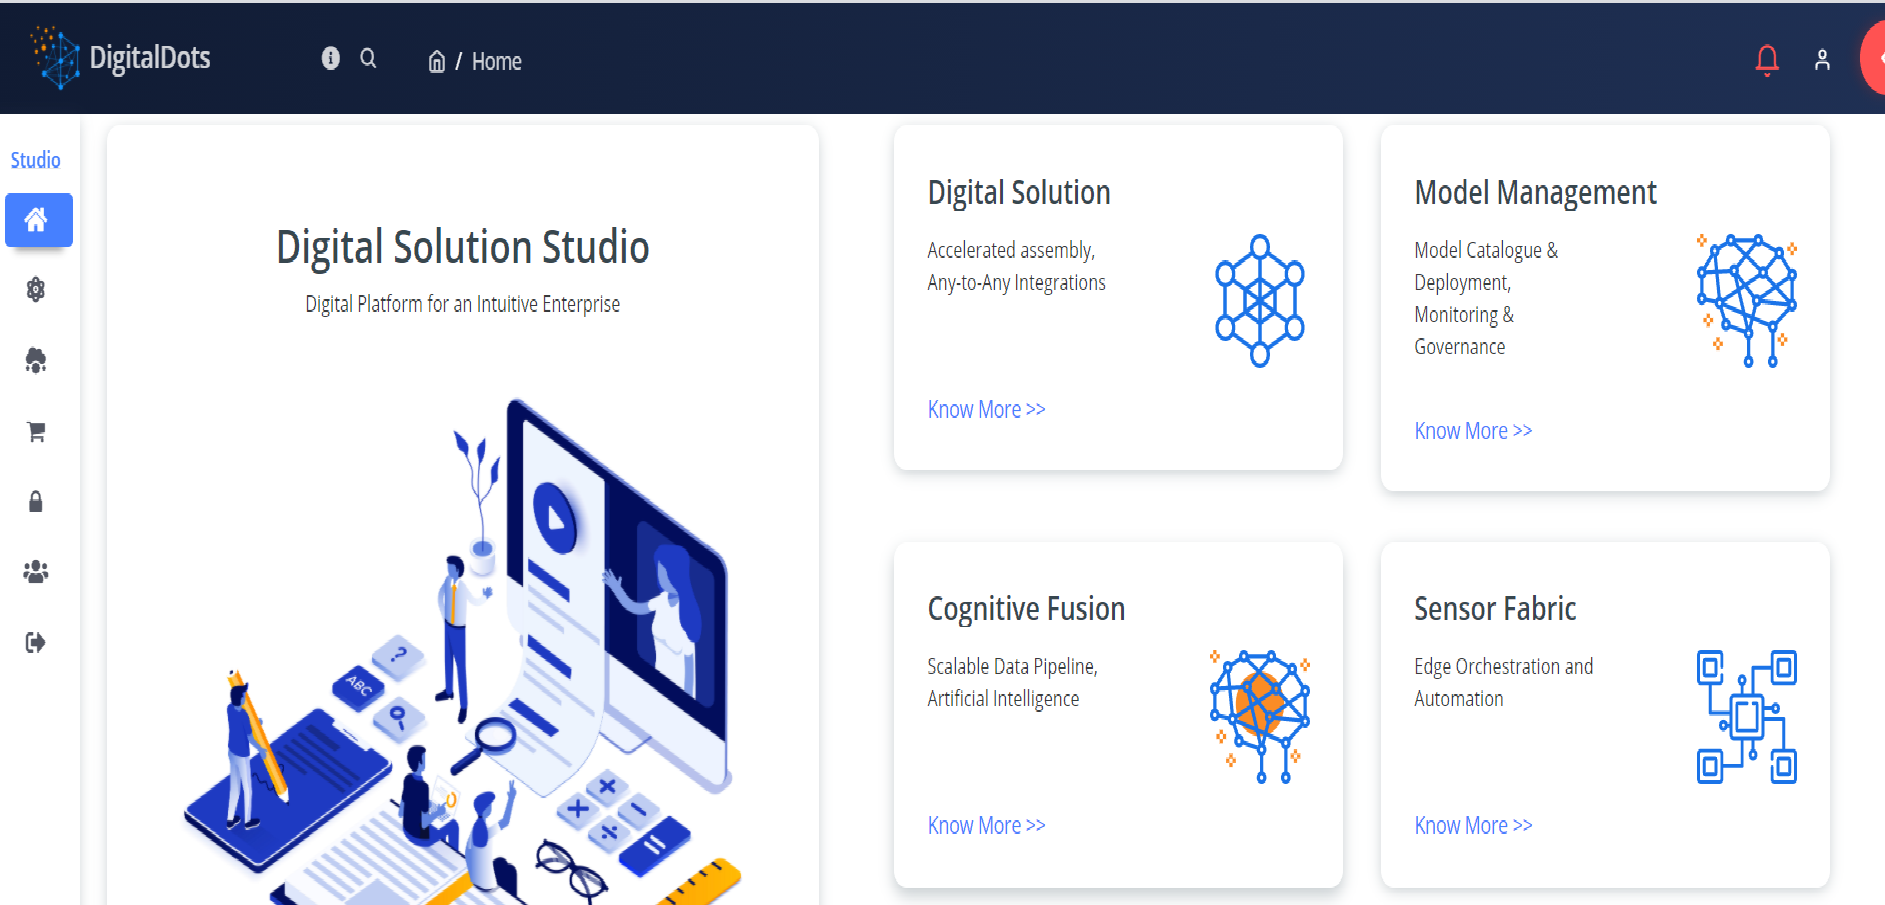 DigitalDots
/ Home
Studio
Digital Solution Studio
Digital Platform for an Intuitive Enterprise
?
ABC
Digital Solution
Accelerated assembly,
Any-to-Any Integrations
Know More >>
Model Management
Model Catalogue &
Deployment,
Monitoring &
Governance
Know More >>
Cognitive Fusion
Scalable Data Pipeline,
Artificial Intelligence
Know More >>
Sensor Fabric
Edge Orchestration and
Automation
Know More >>